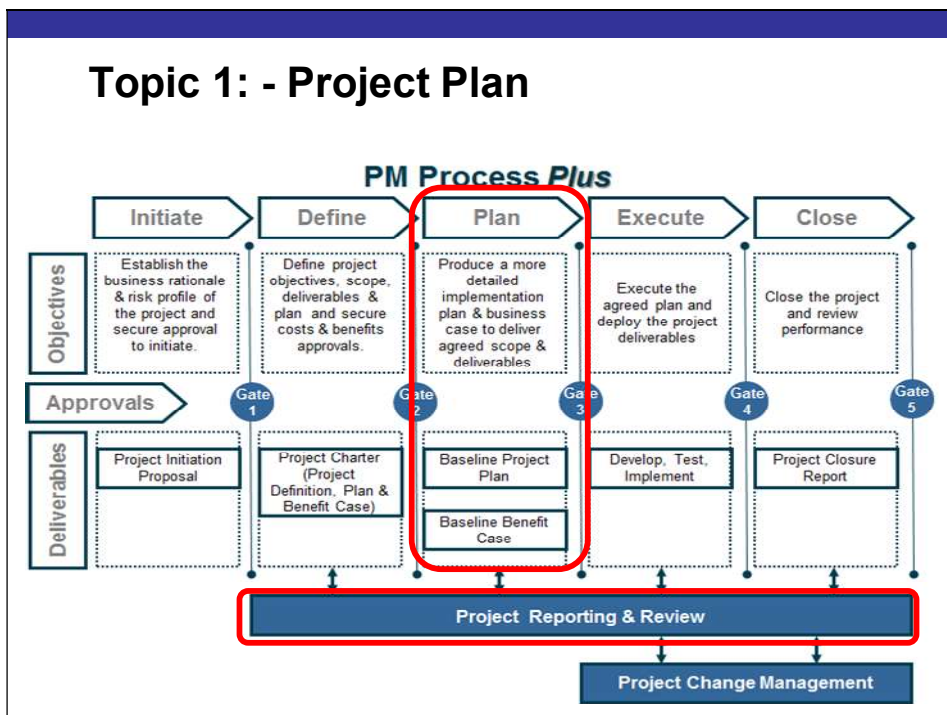 Topic 1: - Project Plan
PM Process Plus
Initiate
Define
Plan
Execute
Close
Objectives
Establish the
business rationale
& risk profile of
the project and
secure approval
to initiate.
Define project
objectives, scope,
deliverables &
plan and secure
costs & benefits
approvals.
Produce a more
detailed
implementation
plan & business
case to deliver
agreed scope &
deliverables
Execute the
agreed plan and
deploy the project
deliverables
Close the project
and review
performance
Approvals
Gate
1
Gate
2
Gate
3
Gate
4
Gate
5
Deliverables
Project Initiation
Proposal
Project Charter
(Project
Definition, Plan &
Benefit Case)
Baseline Project
Plan
Baseline Benefit
Case
Develop, Test,
Implement
Project Closure
Report
Project Reporting & Review
Project Change Management